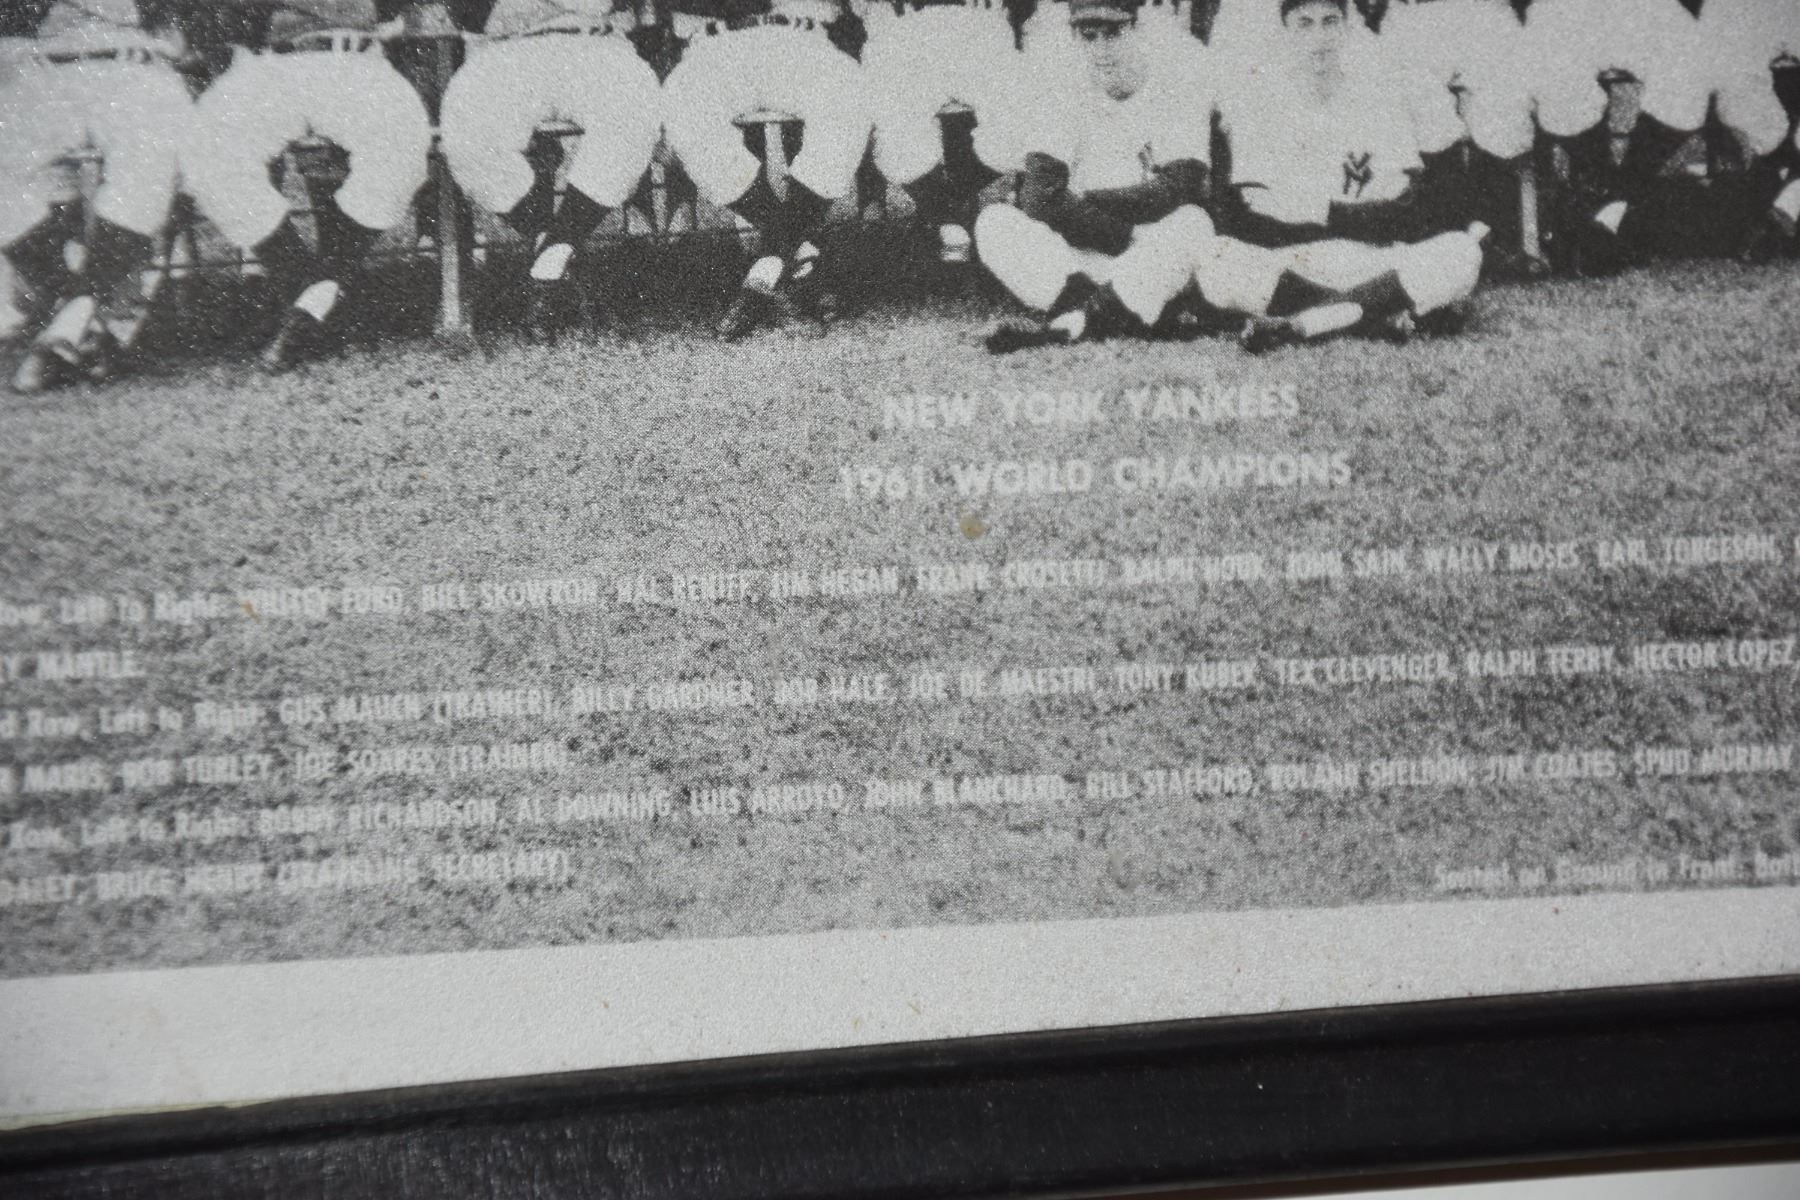 NY
NEW YORK YANKEES
1961 WORLD CHAMPIONS
Row, Left to Right: WHITEY FORD, BILL SKOWRON, HAL RENIFF, JIM HEGAN, FRANK CROSETTI, RALPH HOUK, JOHN SAIN, WALLY MOSES, EARL TORGESON,
Y MANTLE.
d Row, Left to Right: GUS MAUCH (TRAINER), BILLY GARDNER, BOB HALE, JOE DE MAESTRI, TONY KUBEK, TEX CLEVENGER, RALPH TERRY, HECTOR LOPEZ,
R MARIS, BOB TURLEY, JOE SOARES (TRAINER)
Row, Left to Right: BOBBY RICHARDSON, AL DOWNING, LUIS ARROYO, JOHN BLANCHARD, BILL STAFFORD, ROLAND SHELDON, JIM COATES, SPUD MURRAY
DALEY, BRUCE HENRY (TRAVELING SECRETARY)
Seated on Ground in Front: